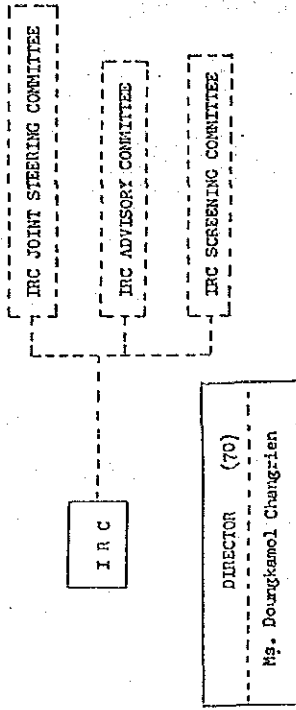 IRC JOINT STEERING COMMITTEE
IRC ADVISORY COMMITTEE
IRC SCREENING COMMITTEE
I R C
DIRECTOR (70)
Ms. Doungkamol Changrien